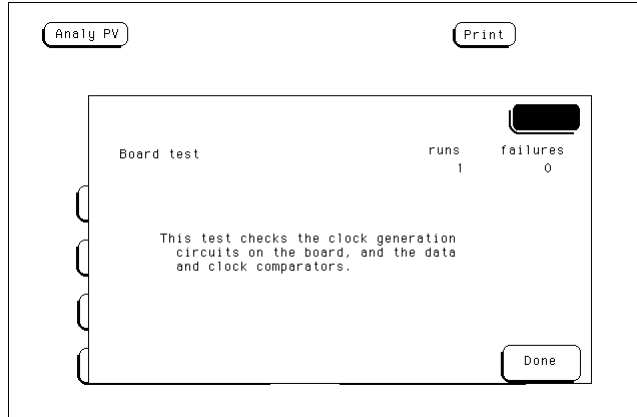 Analy PV Print
Board test runs failures
1 0
This test checks the clock generation
circuits on the board, and the data
and clock comparators.
Done